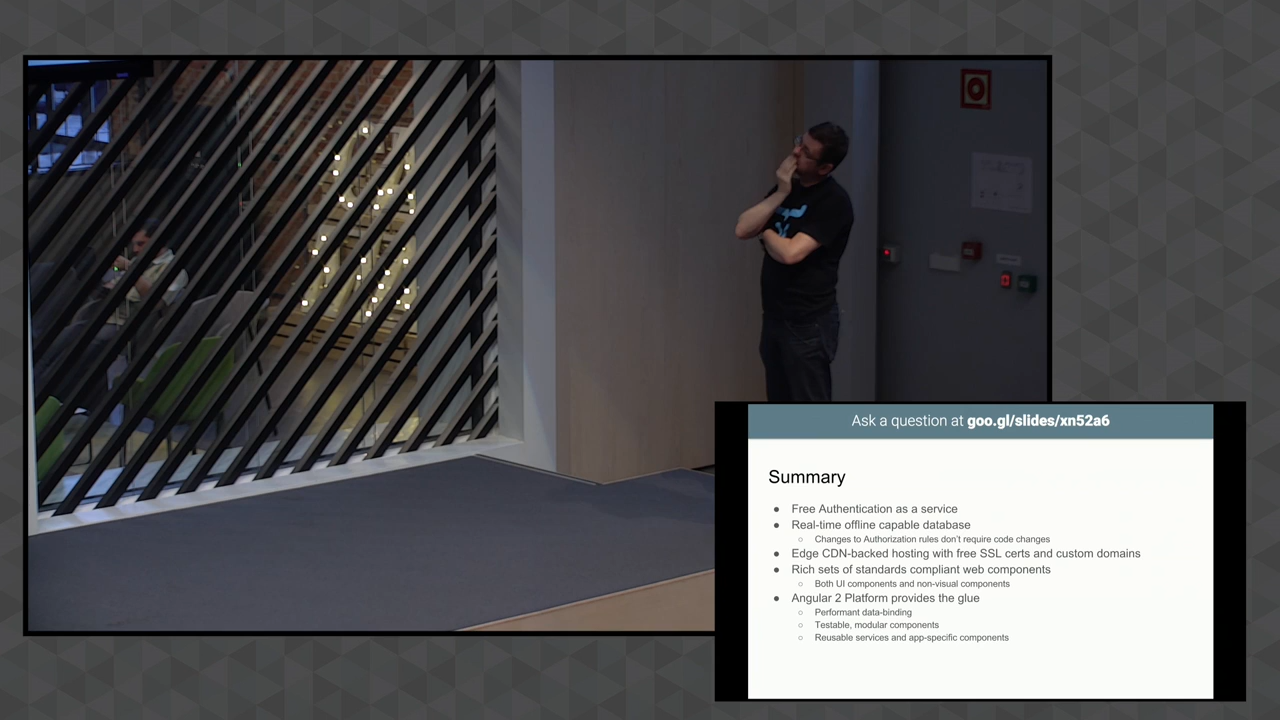 Ask a question at goo.gl/slides/xn52a6
Summary
● Free Authentication as a service
● Real-time offline capable database
○ Changes to Authorization rules don't require code changes
● Edge CDN-backed hosting with free SSL certs and custom domains
● Rich sets of standards compliant web components
○ Both UI components and non-visual components
● Angular 2 Platform provides the glue
○ Performant data-binding
○ Testable, modular components
○ Reusable services and app-specific components